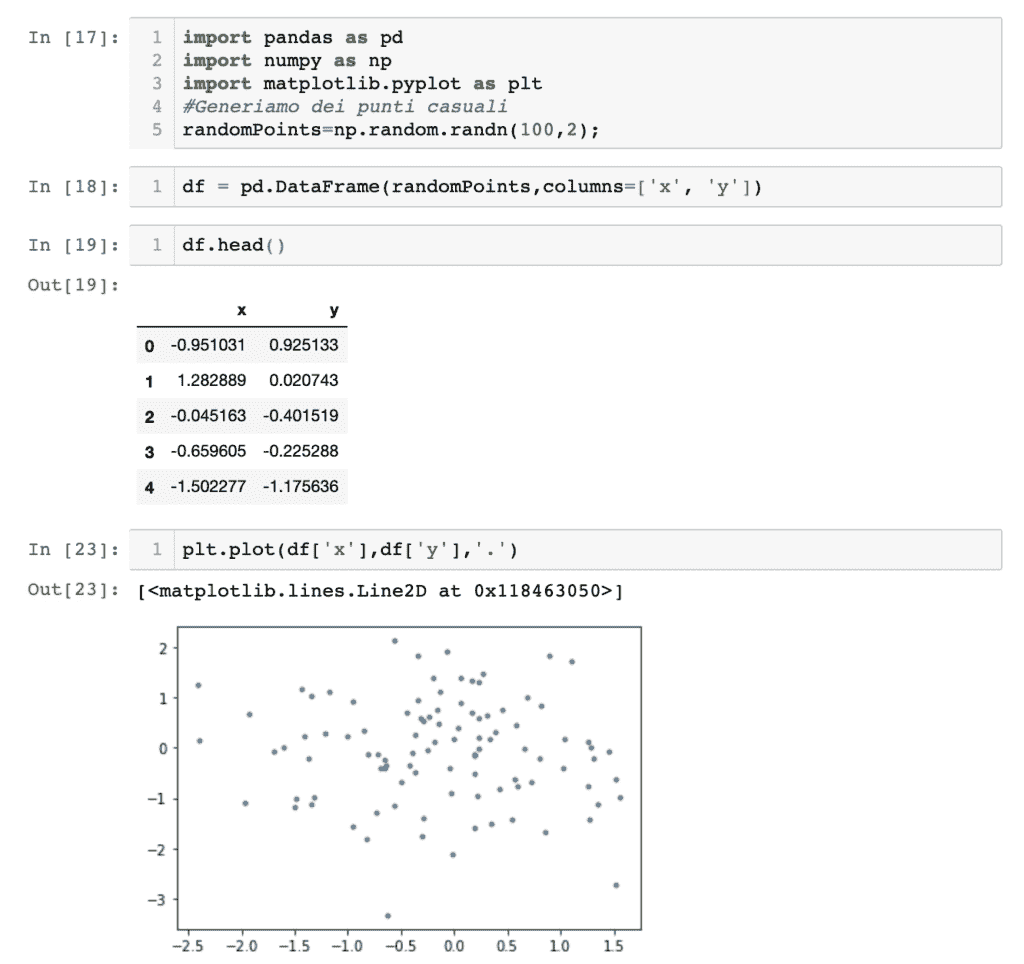 In [17]:
1 import pandas as pd
2 import numpy as np
3 import matplotlib.pyplot as plt
4 #Generiamo dei punti casuali
5 randomPoints=np.random.randn(100,2);
In [18]:
1 df = pd.DataFrame(randomPoints,columns=['x', 'y'])
In [19]:
1 df.head()
Out[19]:
x y
0 -0.951031 0.925133
1 1.282889 0.020743
2 -0.045163 -0.401519
3 -0.659605 -0.225288
4 -1.502277 -1.175636
In [23]:
1 plt.plot(df['x'],df['y'],'.')
Out[23]: [<matplotlib.lines.Line2D at 0x118463050>]
2
1
0
−1
−2
−3
−2.5 −2.0 −1.5 −1.0 −0.5 0.0 0.5 1.0 1.5